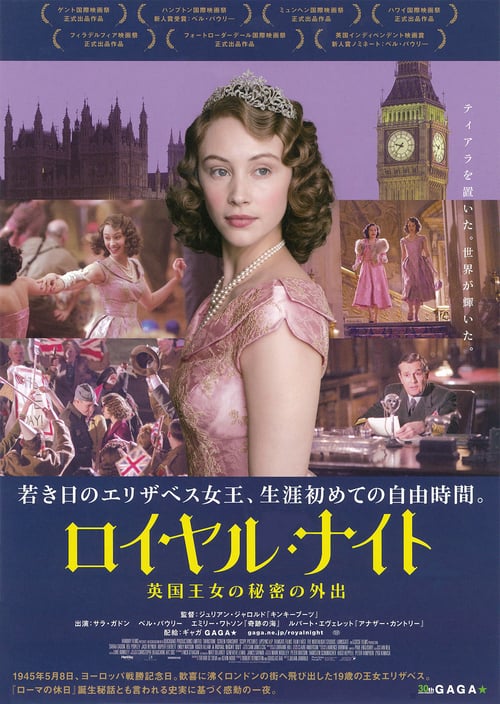 ゲント国際映画祭
正式出品作品
ハンプトン国際映画祭
新人賞受賞：ベル・パウリー
ミュンヘン国際映画祭
正式出品作品
ハワイ国際映画祭
正式出品作品
フィラデルフィア映画祭
正式出品作品
フォートローダーデール国際映画祭
正式出品作品
英国インディペンデント映画賞
新人賞ノミネート：ベル・パウリー
ティアラを置いた。世界が輝いた。
若き日のエリザベス女王、生涯初めての自由時間。
ロイヤル・ナイト
英国王女の秘密の外出
監督：ジュリアン・ジャロルド『キンキーブーツ』
出演：サラ・ガドン　ベル・パウリー　エミリー・ワトソン『奇跡の海』　ルパート・エヴェレット『アナザー・カントリー』
配給：ギャガ GAGA★　gaga.ne.jp/royalnight
1945年5月8日、ヨーロッパ戦勝記念日。歓喜に沸くロンドンの街へ飛び出した19歳の王女エリザベス。
『ローマの休日』誕生秘話とも言われる史実に基づく感動の一夜。
30th GAGA★